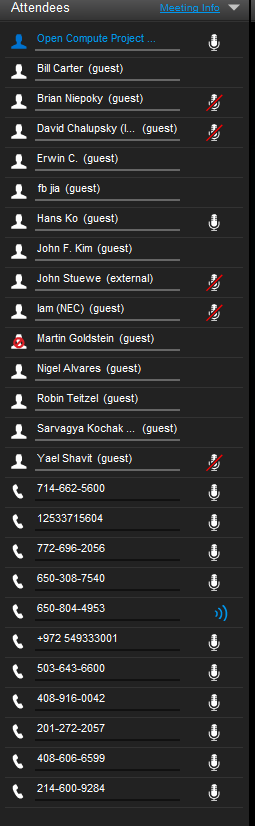 Attendees Meeting Info
Open Compute Project ...
Bill Carter (guest)
Brian Niepoky (guest)
David Chalupsky (I... (guest)
Erwin C. (guest)
fb jia (guest)
Hans Ko (guest)
John F. Kim (guest)
John Stuewe (external)
lam (NEC) (guest)
Martin Goldstein (guest)
Nigel Alvares (guest)
Robin Teitzel (guest)
Sarvagya Kochak ... (guest)
Yael Shavit (guest)
714-662-5600
12533715604
772-696-2056
650-308-7540
650-804-4953
+972 549333001
503-643-6600
408-916-0042
201-272-2057
408-606-6599
214-600-9284